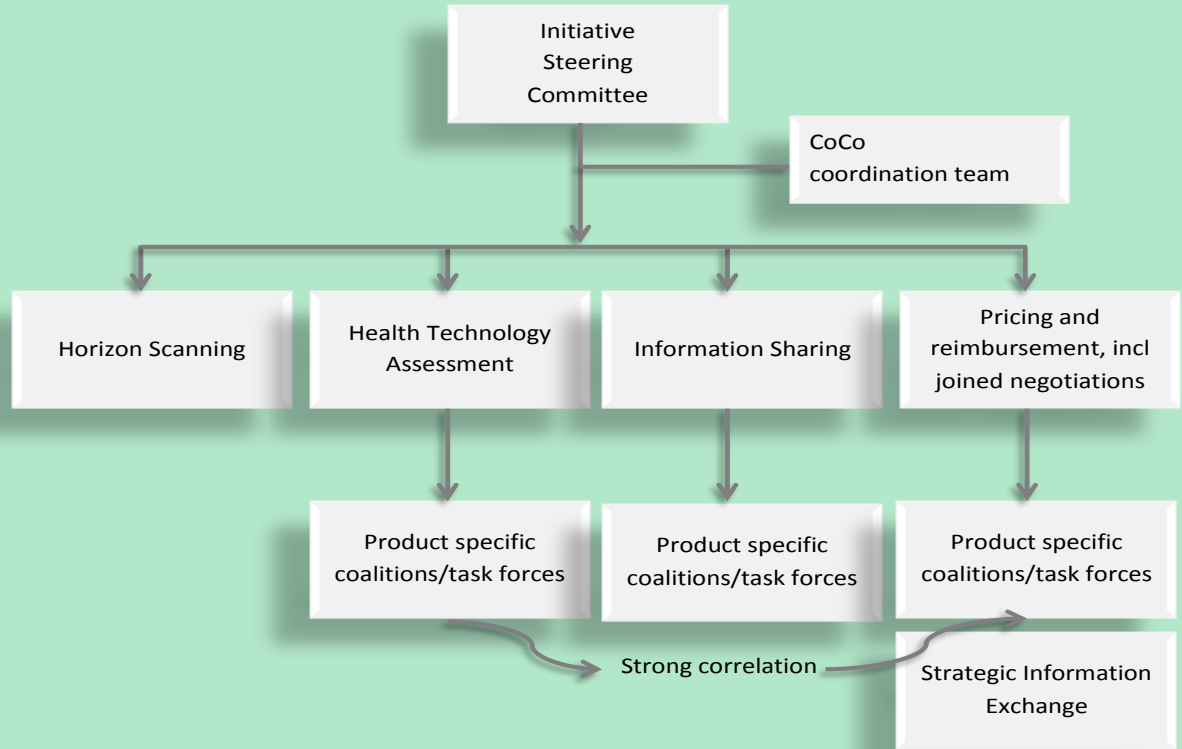 Initiative
Steering
Committee
CoCo
coordination team
Horizon Scanning
Health Technology
Assessment
Information Sharing
Pricing and
reimbursement, incl
joined negotiations
Product specific
coalitions/task forces
Product specific
coalitions/task forces
Product specific
coalitions/task forces
Strong correlation
Strategic Information
Exchange